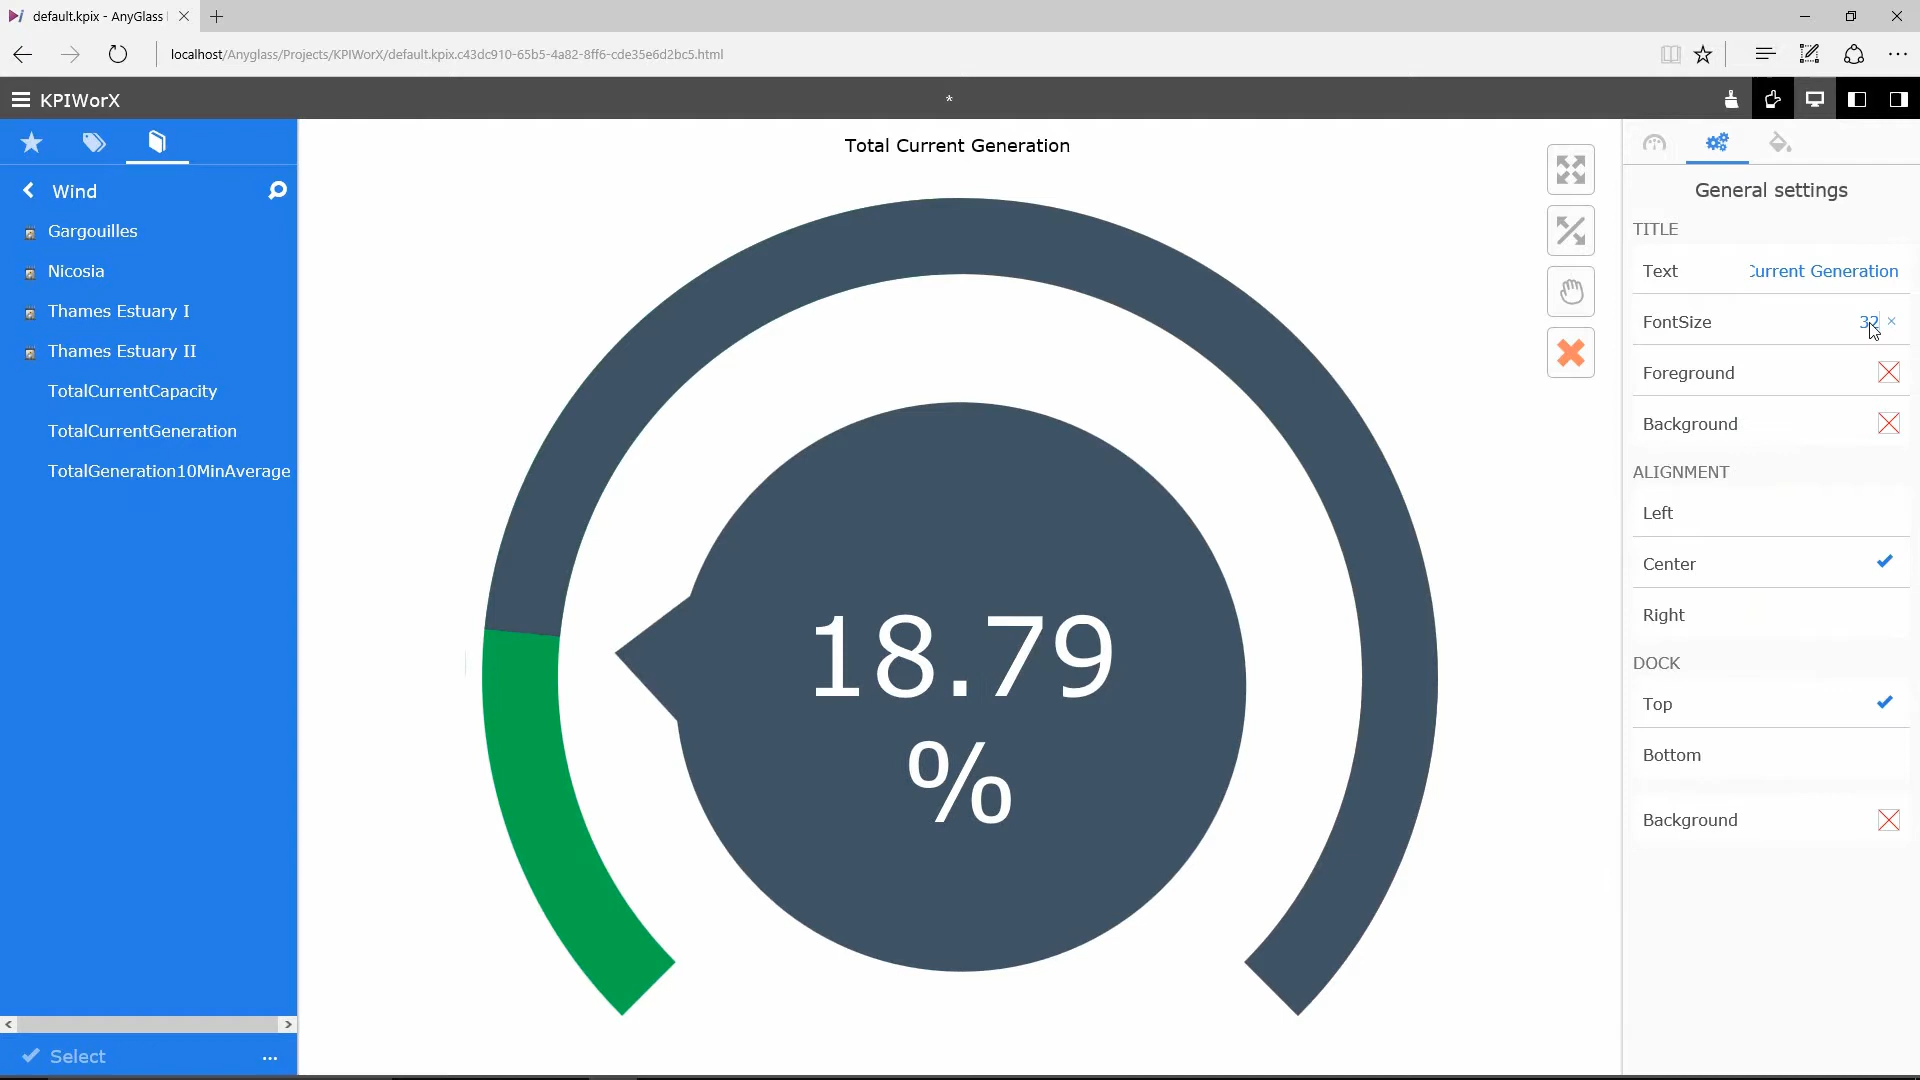 default.kpix - AnyGlass
localhost/Anyglass/Projects/KPIWorX/default.kpix.c43dc910-65b5-4a82-8ff6-cde35e6d2bc5.html
KPIWorX
*
Wind
Gargouilles
Nicosia
Thames Estuary I
Thames Estuary II
TotalCurrentCapacity
TotalCurrentGeneration
TotalGeneration10MinAverage
Select
...
Total Current Generation
18.79
%
General settings
TITLE
Text Current Generation
FontSize 32 ×
Foreground
Background
ALIGNMENT
Left
Center
Right
DOCK
Top
Bottom
Background